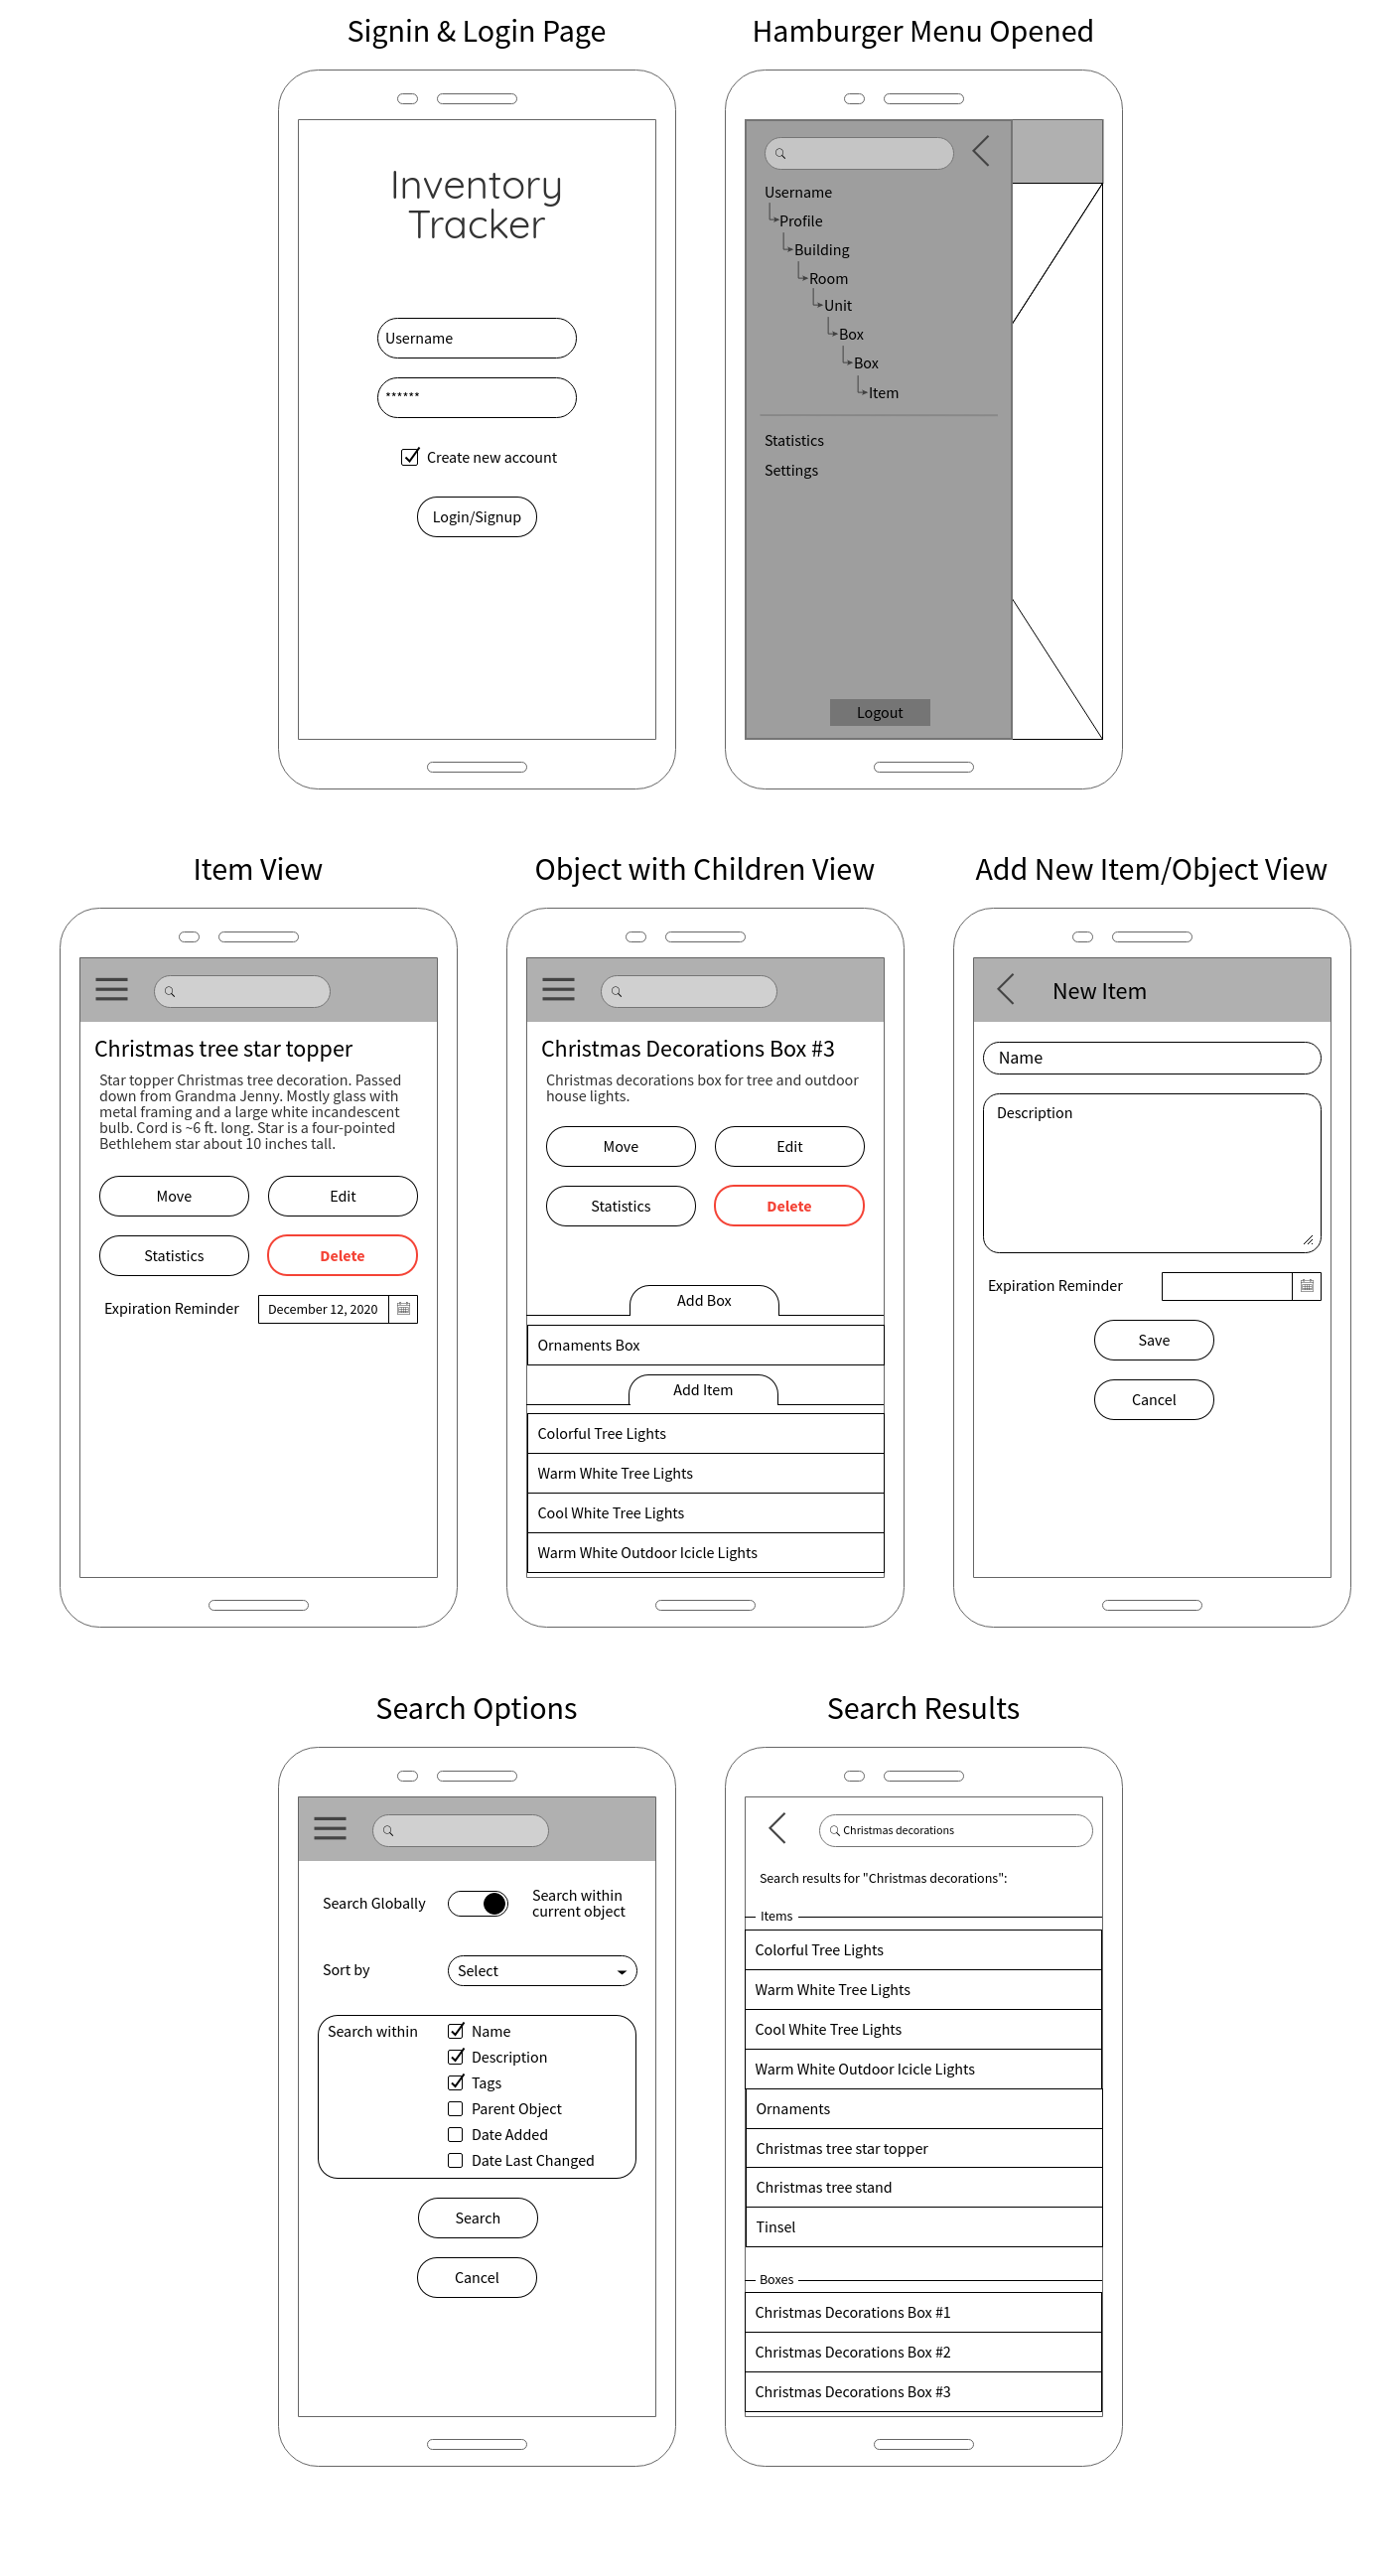 Signin & Login Page
Inventory
Tracker
Username
******
Create new account
Login/Signup
Hamburger Menu Opened
Username
Profile
Building
Room
Unit
Box
Box
Item
Statistics
Settings
Logout
Item View
Christmas tree star topper
Star topper Christmas tree decoration. Passed
down from Grandma Jenny. Mostly glass with
metal framing and a large white incandescent
bulb. Cord is ~6 ft. long. Star is a four-pointed
Bethlehem star about 10 inches tall.
Move
Edit
Statistics
Delete
Expiration Reminder
December 12, 2020
Object with Children View
Christmas Decorations Box #3
Christmas decorations box for tree and outdoor
house lights.
Move
Edit
Statistics
Delete
Add Box
Ornaments Box
Add Item
Colorful Tree Lights
Warm White Tree Lights
Cool White Tree Lights
Warm White Outdoor Icicle Lights
Add New Item/Object View
New Item
Name
Description
Expiration Reminder
Save
Cancel
Search Options
Search Globally
Search within
current object
Sort by
Select
Search within
Name
Description
Tags
Parent Object
Date Added
Date Last Changed
Search
Cancel
Search Results
Christmas decorations
Search results for "Christmas decorations":
Items
Colorful Tree Lights
Warm White Tree Lights
Cool White Tree Lights
Warm White Outdoor Icicle Lights
Ornaments
Christmas tree star topper
Christmas tree stand
Tinsel
Boxes
Christmas Decorations Box #1
Christmas Decorations Box #2
Christmas Decorations Box #3